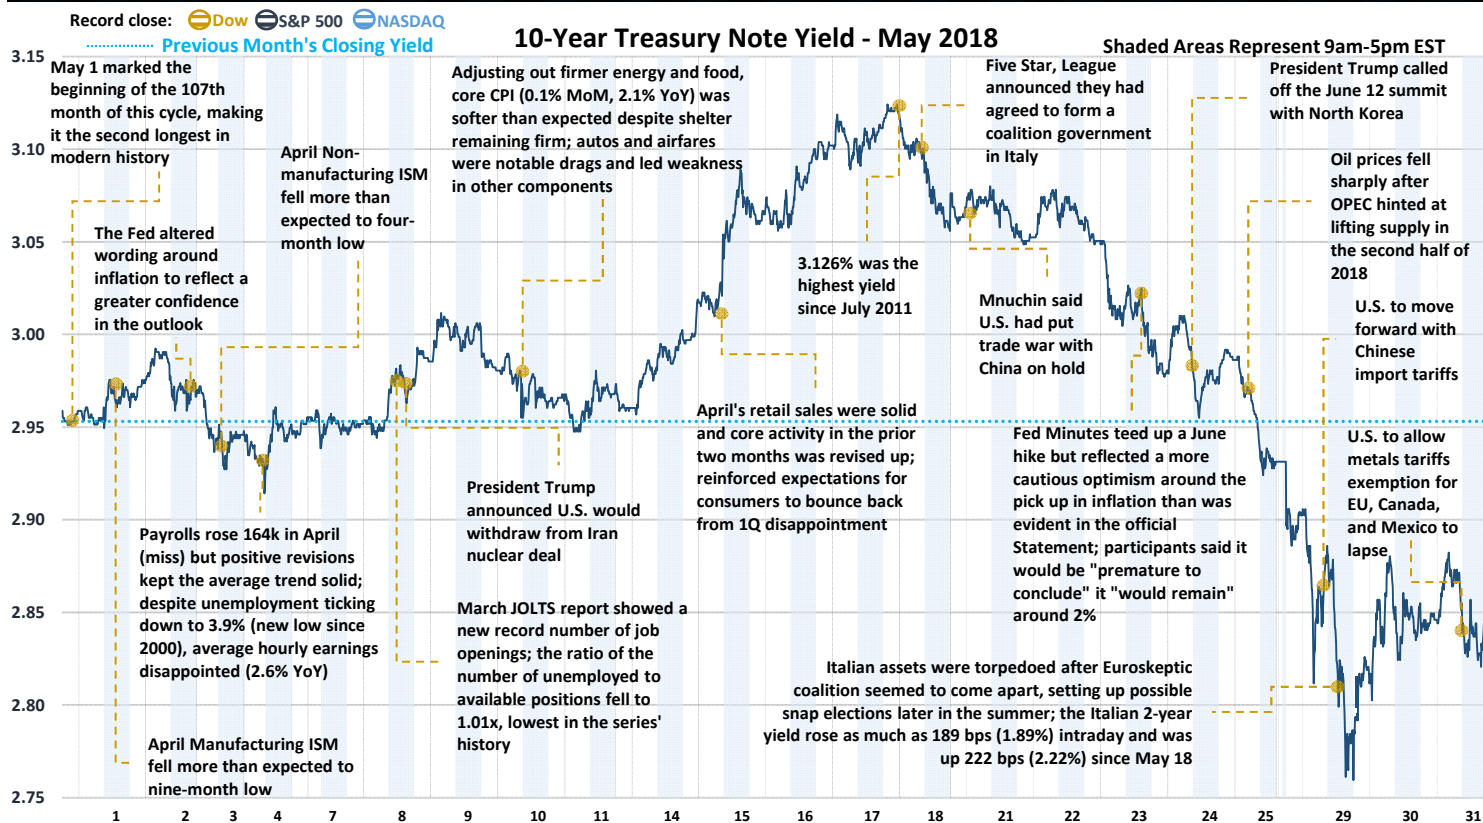 Record close: Dow S&P 500 NASDAQ
Previous Month's Closing Yield
10-Year Treasury Note Yield - May 2018
Shaded Areas Represent 9am-5pm EST
3.15
3.10
3.05
3.00
2.95
2.90
2.85
2.80
2.75
May 1 marked the
beginning of the 107th
month of this cycle, making
it the second longest in
modern history
The Fed altered
wording around
inflation to reflect a
greater confidence
in the outlook
April Non-
manufacturing ISM
fell more than
expected to four-
month low
Adjusting out firmer energy and food,
core CPI (0.1% MoM, 2.1% YoY) was
softer than expected despite shelter
remaining firm; autos and airfares
were notable drags and led weakness
in other components
3.126% was the
highest yield
since July 2011
Five Star, League
announced they had
agreed to form a
coalition government
in Italy
Mnuchin said
U.S. had put
trade war with
China on hold
President Trump called
off the June 12 summit
with North Korea
Oil prices fell
sharply after
OPEC hinted at
lifting supply in
the second half of
2018
U.S. to move
forward with
Chinese
import tariffs
Payrolls rose 164k in April
(miss) but positive revisions
kept the average trend solid;
despite unemployment ticking
down to 3.9% (new low since
2000), average hourly earnings
disappointed (2.6% YoY)
April Manufacturing ISM
fell more than expected to
nine-month low
President Trump
announced U.S. would
withdraw from Iran
nuclear deal
March JOLTS report showed a
new record number of job
openings; the ratio of the
number of unemployed to
available positions fell to
1.01x, lowest in the series'
history
April's retail sales were solid
and core activity in the prior
two months was revised up;
reinforced expectations for
consumers to bounce back
from 1Q disappointment
Fed Minutes teed up a June
hike but reflected a more
cautious optimism around the
pick up in inflation than was
evident in the official
Statement; participants said it
would be "premature to
conclude" it "would remain"
around 2%
U.S. to allow
metals tariffs
exemption for
EU, Canada,
and Mexico to
lapse
Italian assets were torpedoed after Euroskeptic
coalition seemed to come apart, setting up possible
snap elections later in the summer; the Italian 2-year
yield rose as much as 189 bps (1.89%) intraday and was
up 222 bps (2.22%) since May 18
1 2 3 4 7 8 9 10 11 14 15 16 17 18 21 22 23 24 25 29 30 31